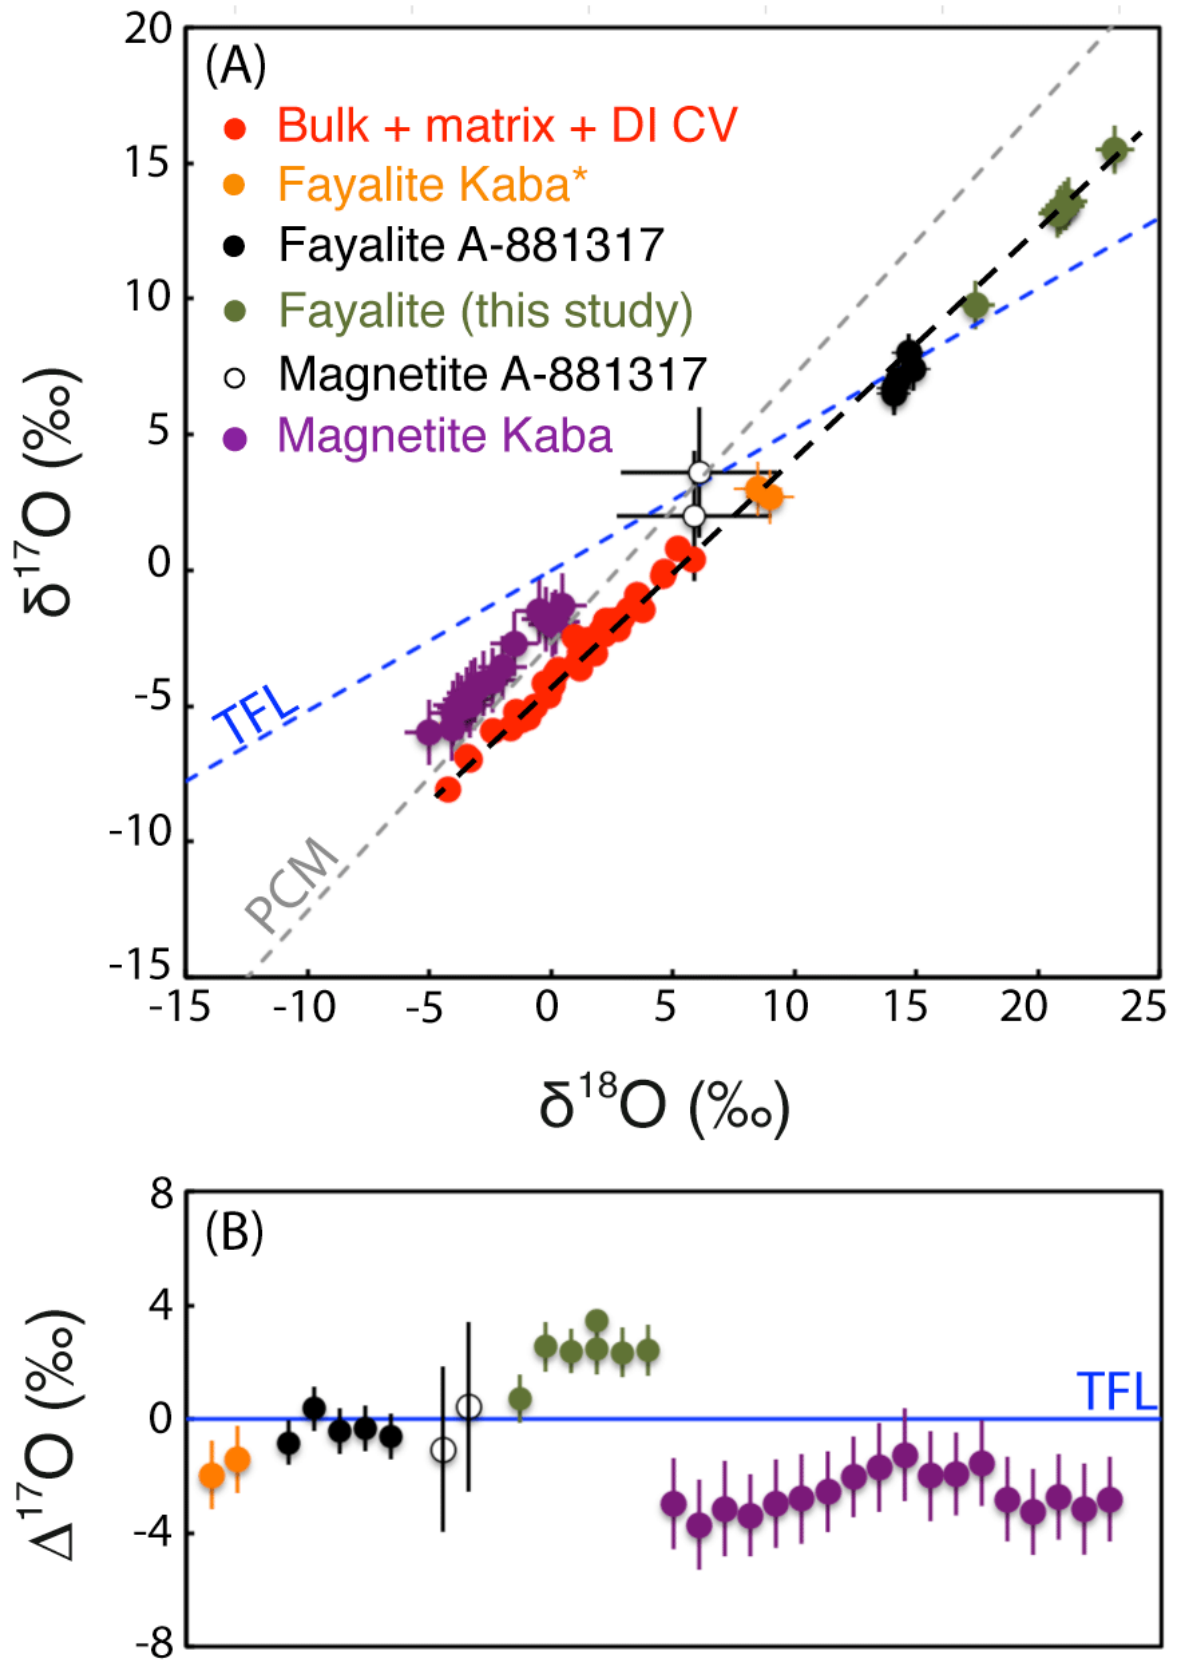 20
(A)
Bulk + matrix + DI CV
15
Fayalite Kaba*
Fayalite A-881317
10
Fayalite (this study)
Magnetite A-881317
5
Magnetite Kaba
δ¹⁷O (‰)
0
-5
TFL
-10
PCM
-15
-15 -10 -5 0 5 10 15 20 25
δ¹⁸O (‰)
8
(B)
4
TFL
0
Δ¹⁷O (‰)
-4
-8